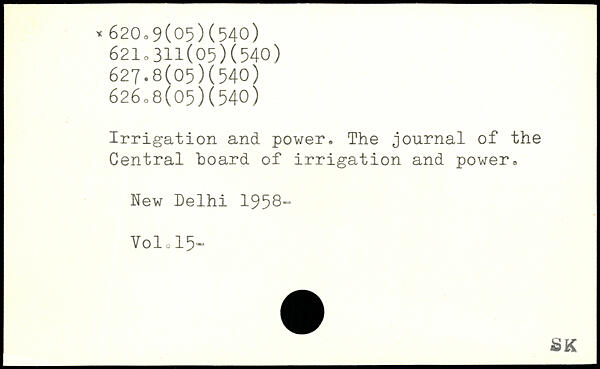 *620.9(05)(540)
621.311(05)(540)
627.8(05)(540)
626.8(05)(540)
Irrigation and power. The journal of the
Central board of irrigation and power.
New Delhi 1958-
Vol.15-
SK